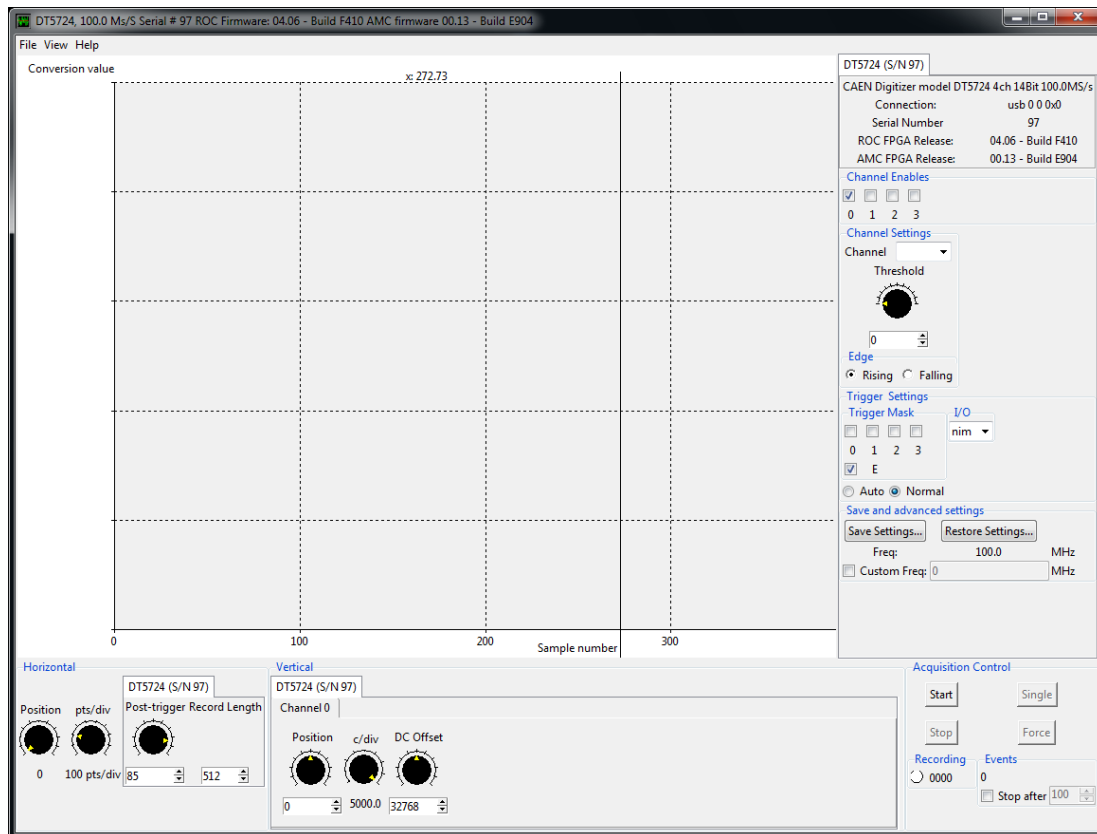 DT5724, 100.0 Ms/S Serial # 97 ROC Firmware: 04.06 - Build F410 AMC firmware 00.13 - Build E904
File View Help
Conversion value
x: 272.73
0 100 200 300
Sample number
DT5724 (S/N 97)
CAEN Digitizer model DT5724 4ch 14Bit 100.0MS/s
Connection: usb 0 0 0x0
Serial Number 97
ROC FPGA Release: 04.06 - Build F410
AMC FPGA Release: 00.13 - Build E904
Channel Enables
0 1 2 3
Channel Settings
Channel
Threshold
0
Edge
Rising Falling
Trigger Settings
Trigger Mask I/O
nim
0 1 2 3
E
Auto Normal
Save and advanced settings
Save Settings... Restore Settings...
Freq: 100.0 MHz
Custom Freq: 0 MHz
Horizontal
DT5724 (S/N 97)
Position pts/div Post-trigger Record Length
0 100 pts/div 85 512
Vertical
DT5724 (S/N 97)
Channel 0
Position c/div DC Offset
0 5000.0 32768
Acquisition Control
Start Single
Stop Force
Recording Events
0000 0
Stop after 100